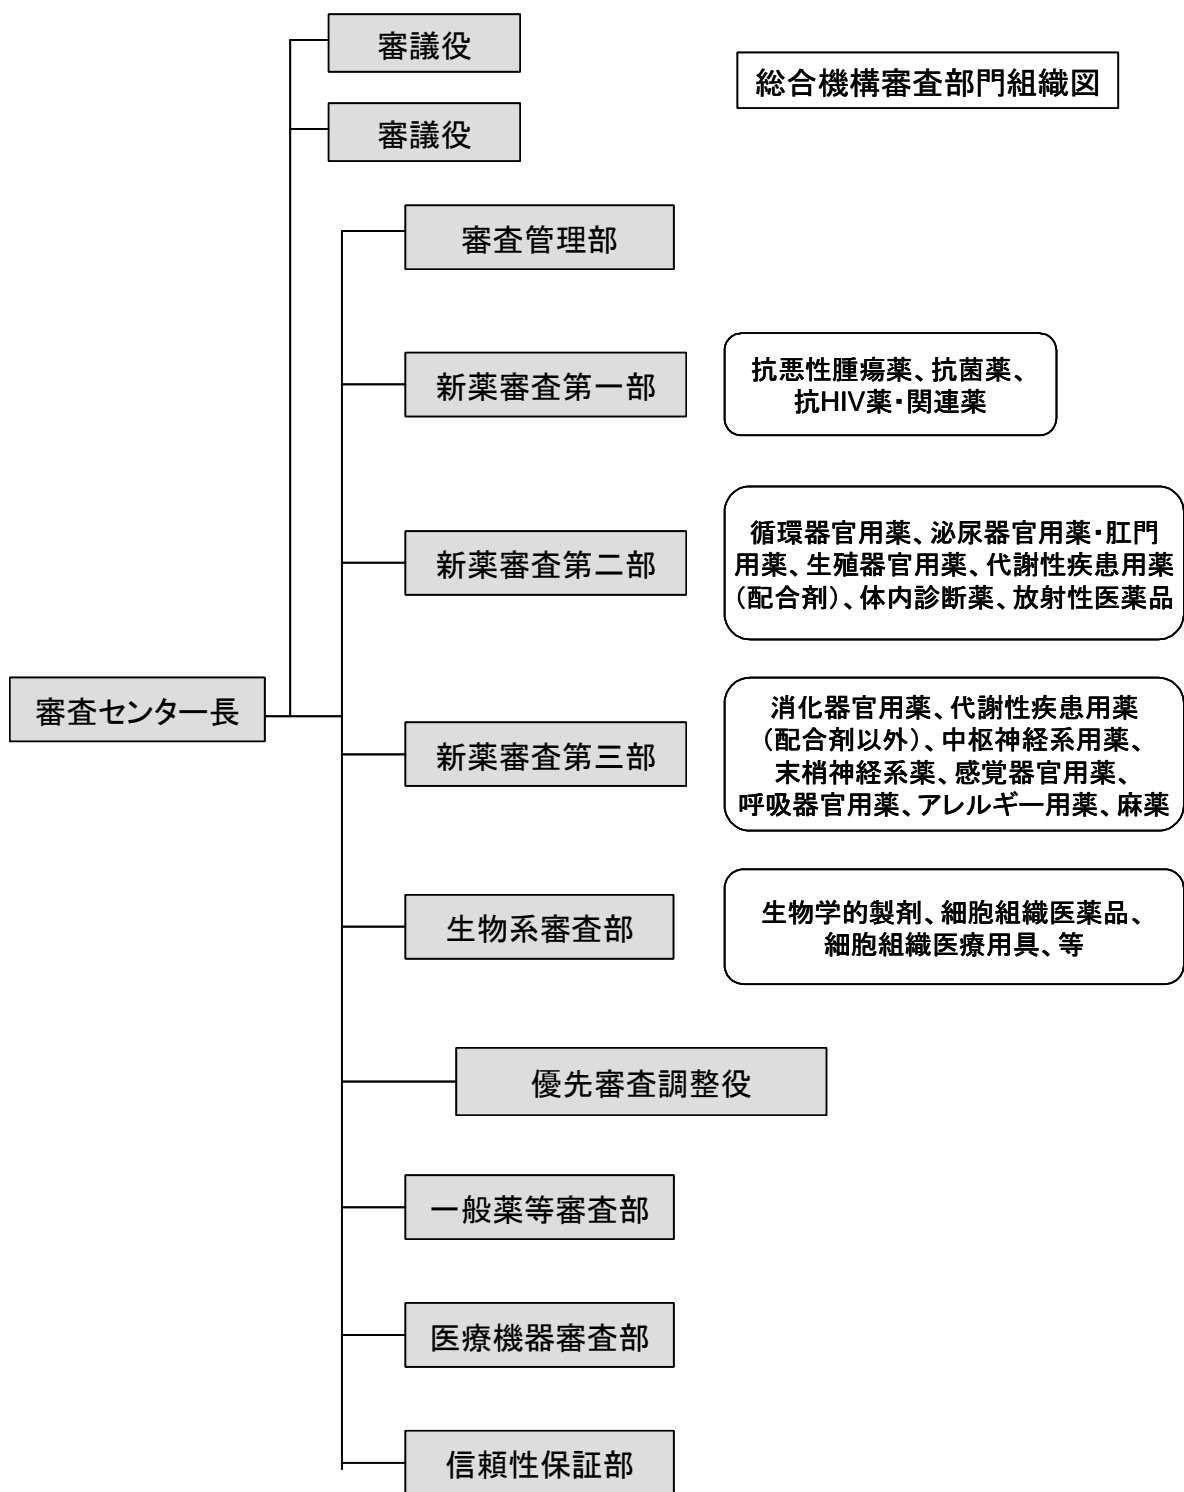 審議役
総合機構審査部門組織図
審議役
審査管理部
新薬審査第一部
抗悪性腫瘍薬、抗菌薬、
抗HIV薬・関連薬
新薬審査第二部
循環器官用薬、泌尿器官用薬・肛門
用薬、生殖器官用薬、代謝性疾患用薬
(配合剤)、体内診断薬、放射性医薬品
審査センター長
新薬審査第三部
消化器官用薬、代謝性疾患用薬
(配合剤以外)、中枢神経系用薬、
末梢神経系薬、感覚器官用薬、
呼吸器官用薬、アレルギー用薬、麻薬
生物系審査部
生物学的製剤、細胞組織医薬品、
細胞組織医療用具、等
優先審査調整役
一般薬等審査部
医療機器審査部
信頼性保証部